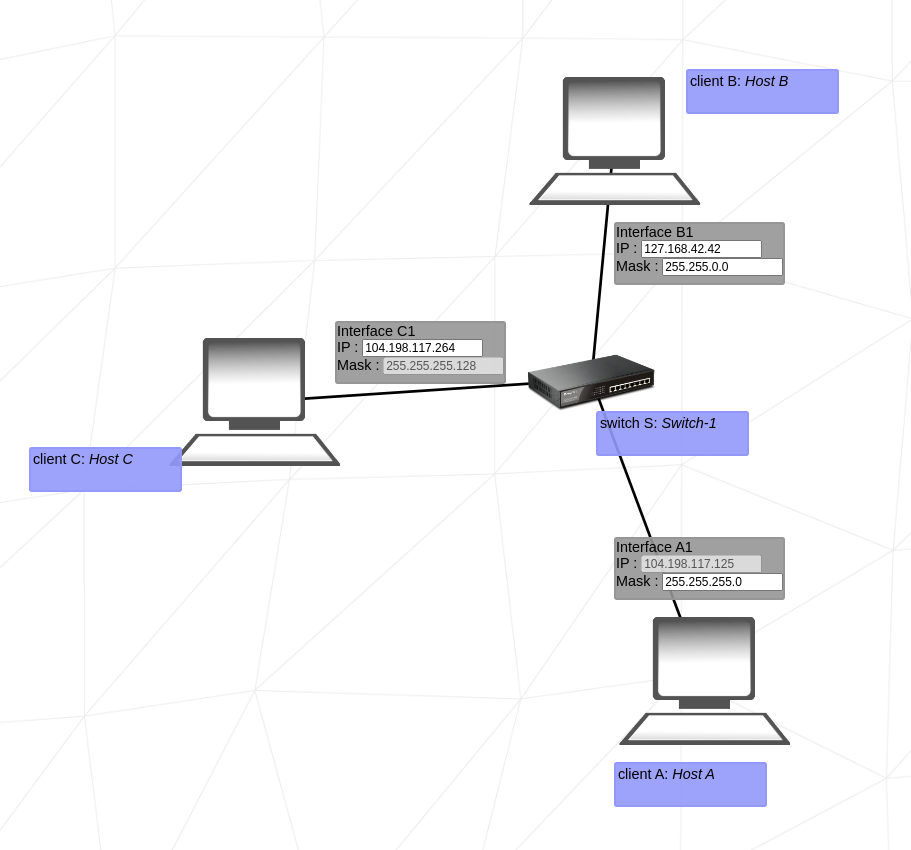 client B: Host B
Interface B1
IP : 127.168.42.42
Mask : 255.255.0.0
Interface C1
IP : 104.198.117.264
Mask : 255.255.255.128
switch S: Switch-1
client C: Host C
Interface A1
IP : 104.198.117.125
Mask : 255.255.255.0
client A: Host A